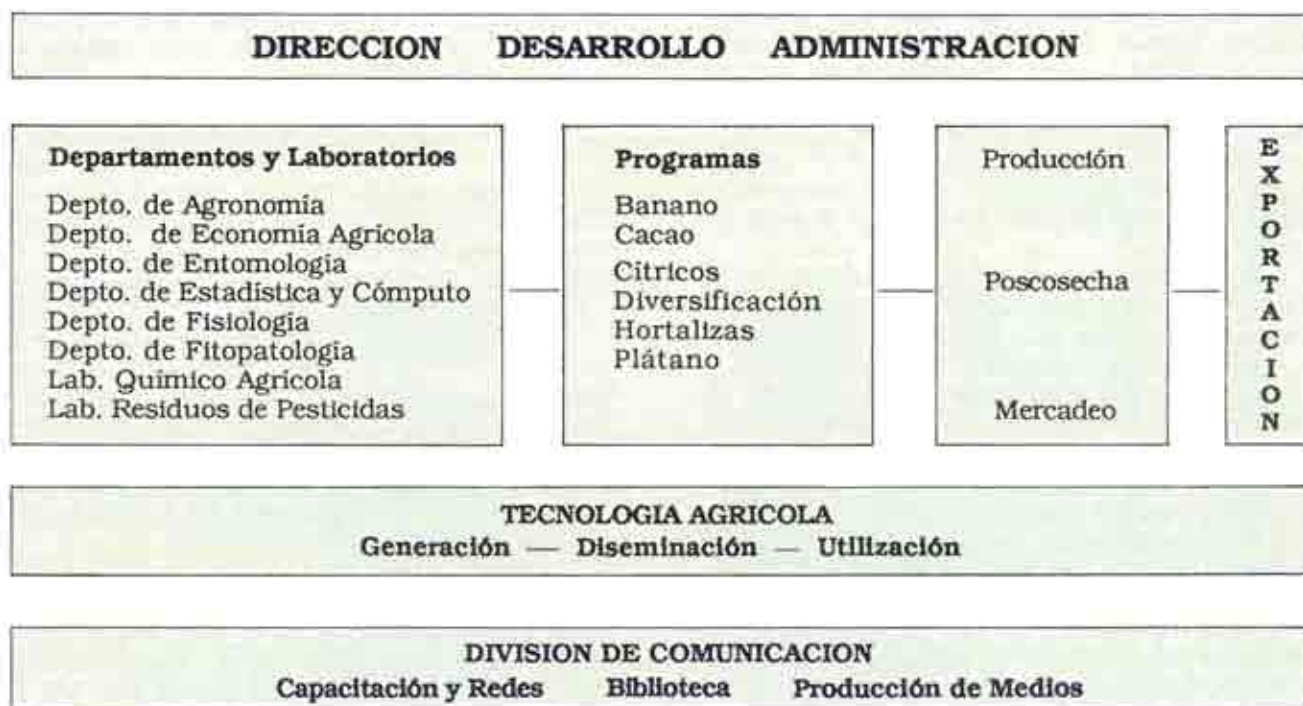 DIRECCION DESARROLLO ADMINISTRACION
Departamentos y Laboratorios
Depto. de Agronomía
Depto. de Economía Agrícola
Depto. de Entomología
Depto. de Estadística y Cómputo
Depto. de Fisiología
Depto. de Fitopatología
Lab. Químico Agrícola
Lab. Residuos de Pesticidas
Programas
Banano
Cacao
Cítricos
Diversificación
Hortalizas
Plátano
Producción
Poscosecha
Mercadeo
EXPORTACION
TECNOLOGIA AGRICOLA
Generación — Diseminación — Utilización
DIVISION DE COMUNICACION
Capacitación y Redes Biblioteca Producción de Medios